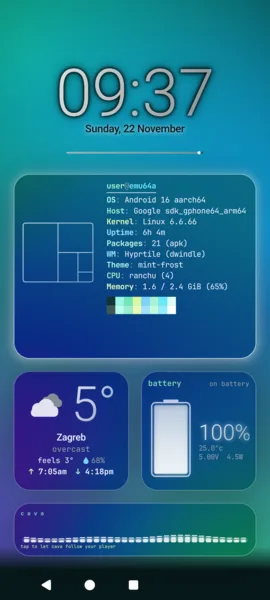 09:37
Sunday, 22 November
user@emu64a
OS: Android 16 aarch64
Host: Google sdk_gphone64_arm64
Kernel: Linux 6.6.66
Uptime: 6h 4m
Packages: 21 (apk)
WM: Hyprtile (dwindle)
Theme: mint-frost
CPU: ranchu (4)
Memory: 1.6 / 2.4 GiB (65%)
5°
Zagreb
overcast
feels 3° 68%
↑ 7:05am ↓ 4:18pm
battery on battery
100%
25.0°c
5.00V 4.5W
cava
tap to let cava follow your player